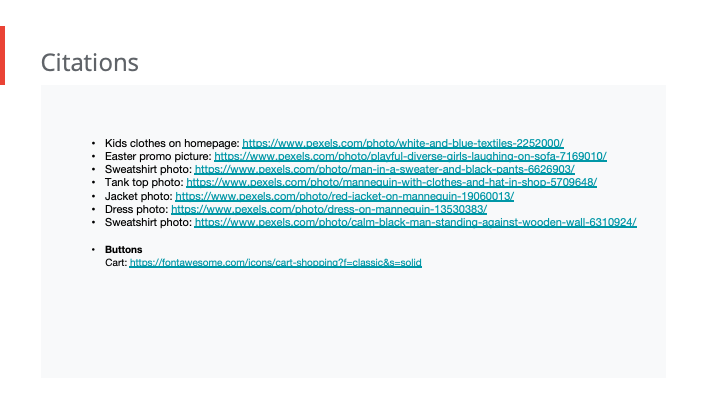 Citations
• Kids clothes on homepage: https://www.pexels.com/photo/white-and-blue-textiles-2252000/
• Easter promo picture: https://www.pexels.com/photo/playful-diverse-girls-laughing-on-sofa-7169010/
• Sweatshirt photo: https://www.pexels.com/photo/man-in-a-sweater-and-black-pants-6626903/
• Tank top photo: https://www.pexels.com/photo/mannequin-with-clothes-and-hat-in-shop-5709648/
• Jacket photo: https://www.pexels.com/photo/red-jacket-on-mannequin-19060013/
• Dress photo: https://www.pexels.com/photo/dress-on-mannequin-13530383/
• Sweatshirt photo: https://www.pexels.com/photo/calm-black-man-standing-against-wooden-wall-6310924/
• Buttons
Cart: https://fontawesome.com/icons/cart-shopping?f=classic&s=solid